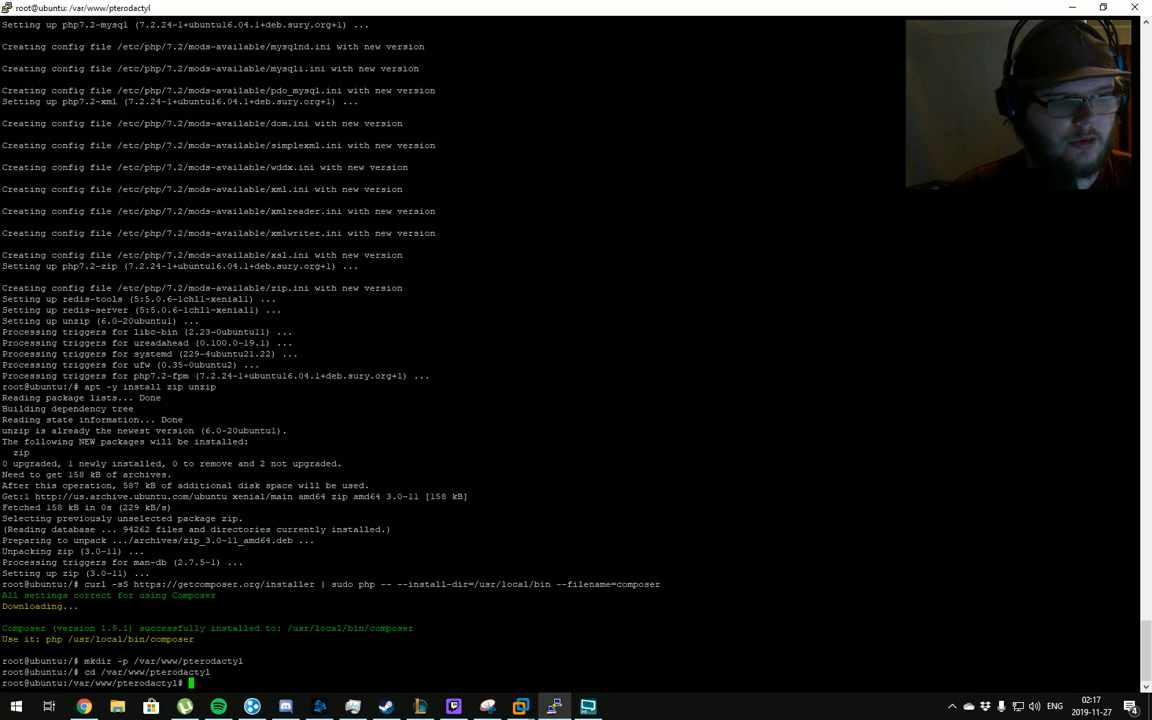 root@ubuntu: /var/www/pterodactyl
Setting up php7.2-mysql (7.2.24-1+ubuntu16.04.1+deb.sury.org+1) ...
Creating config file /etc/php/7.2/mods-available/mysqlnd.ini with new version
Creating config file /etc/php/7.2/mods-available/mysqli.ini with new version
Creating config file /etc/php/7.2/mods-available/pdo_mysql.ini with new version
Setting up php7.2-xml (7.2.24-1+ubuntu16.04.1+deb.sury.org+1) ...
Creating config file /etc/php/7.2/mods-available/dom.ini with new version
Creating config file /etc/php/7.2/mods-available/simplexml.ini with new version
Creating config file /etc/php/7.2/mods-available/wddx.ini with new version
Creating config file /etc/php/7.2/mods-available/xml.ini with new version
Creating config file /etc/php/7.2/mods-available/xmlreader.ini with new version
Creating config file /etc/php/7.2/mods-available/xmlwriter.ini with new version
Creating config file /etc/php/7.2/mods-available/xsl.ini with new version
Setting up php7.2-zip (7.2.24-1+ubuntu16.04.1+deb.sury.org+1) ...
Creating config file /etc/php/7.2/mods-available/zip.ini with new version
Setting up redis-tools (5:5.0.6-1chl1~xenial1) ...
Setting up redis-server (5:5.0.6-1chl1~xenial1) ...
Setting up unzip (6.0-20ubuntu1) ...
Processing triggers for libc-bin (2.23-0ubuntu11) ...
Processing triggers for ureadahead (0.100.0-19.1) ...
Processing triggers for systemd (229-4ubuntu21.22) ...
Processing triggers for ufw (0.35-0ubuntu2) ...
Processing triggers for php7.2-fpm (7.2.24-1+ubuntu16.04.1+deb.sury.org+1) ...
root@ubuntu:/# apt -y install zip unzip
Reading package lists... Done
Building dependency tree
Reading state information... Done
unzip is already the newest version (6.0-20ubuntu1).
The following NEW packages will be installed:
zip
0 upgraded, 1 newly installed, 0 to remove and 2 not upgraded.
Need to get 158 kB of archives.
After this operation, 587 kB of additional disk space will be used.
Get:1 http://us.archive.ubuntu.com/ubuntu xenial/main amd64 zip amd64 3.0-11 [158 kB]
Fetched 158 kB in 0s (229 kB/s)
Selecting previously unselected package zip.
(Reading database ... 94262 files and directories currently installed.)
Preparing to unpack .../archives/zip_3.0-11_amd64.deb ...
Unpacking zip (3.0-11) ...
Processing triggers for man-db (2.7.5-1) ...
Setting up zip (3.0-11) ...
root@ubuntu:/# curl -sS https://getcomposer.org/installer | sudo php -- --install-dir=/usr/local/bin --filename=composer
All settings correct for using Composer
Downloading...
Composer (version 1.9.1) successfully installed to: /usr/local/bin/composer
Use it: php /usr/local/bin/composer
root@ubuntu:/# mkdir -p /var/www/pterodactyl
root@ubuntu:/# cd /var/www/pterodactyl
root@ubuntu:/var/www/pterodactyl#
ENG
02:17
2019-11-27
4